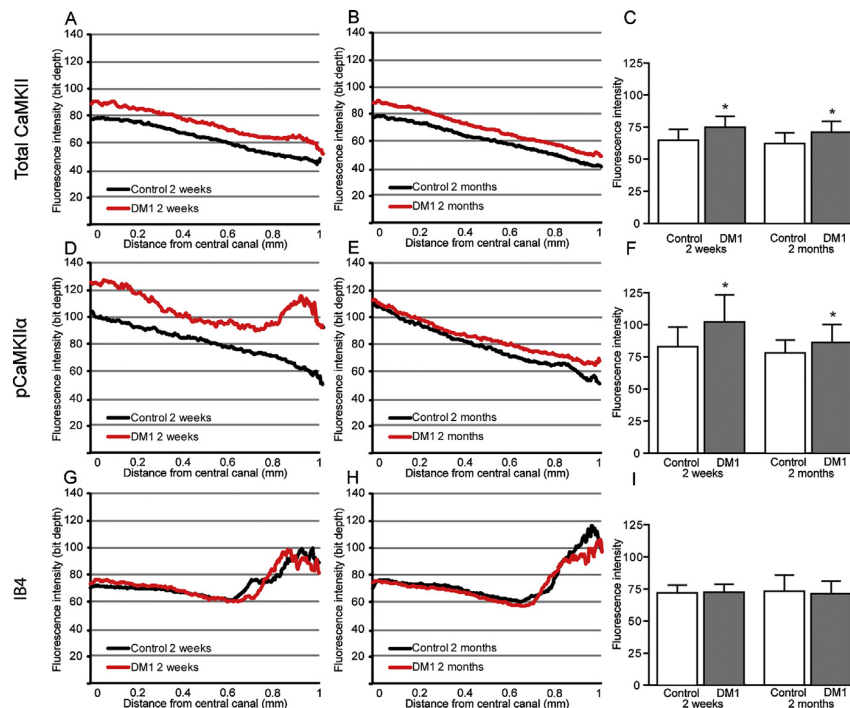 A
B
C
Total CaMKII
Fluorescence intensity (bit depth)
140
120
100
80
60
40
20
Control 2 weeks
DM1 2 weeks
0 0.2 0.4 0.6 0.8 1
Distance from central canal (mm)
Fluorescence intensity (bit depth)
140
120
100
80
60
40
20
Control 2 months
DM1 2 months
0 0.2 0.4 0.6 0.8 1
Distance from central canal (mm)
Fluorescence intensity
125
100
75
50
25
0
* *
Control DM1 Control DM1
2 weeks 2 months
D
E
F
pCaMKIIα
Fluorescence intensity (bit depth)
140
120
100
80
60
40
20
Control 2 weeks
DM1 2 weeks
0 0.2 0.4 0.6 0.8 1
Distance from central canal (mm)
Fluorescence intensity (bit depth)
140
120
100
80
60
40
20
Control 2 months
DM1 2 months
0 0.2 0.4 0.6 0.8 1
Distance from central canal (mm)
Fluorescence intensity
125
100
75
50
25
0
* *
Control DM1 Control DM1
2 weeks 2 months
G
H
I
IB4
Fluorescence intensity (bit depth)
140
120
100
80
60
40
20
Control 2 weeks
DM1 2 weeks
0 0.2 0.4 0.6 0.8 1
Distance from central canal (mm)
Fluorescence intensity (bit depth)
140
120
100
80
60
40
20
Control 2 months
DM1 2 months
0 0.2 0.4 0.6 0.8 1
Distance from central canal (mm)
Fluorescence intensity
125
100
75
50
25
0
Control DM1 Control DM1
2 weeks 2 months